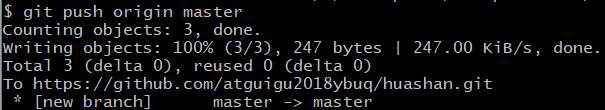 $ git push origin master
Counting objects: 3, done.
Writing objects: 100% (3/3), 247 bytes | 247.00 KiB/s, done.
Total 3 (delta 0), reused 0 (delta 0)
To https://github.com/atguigu2018ybuq/huashan.git
 * [new branch]      master -> master